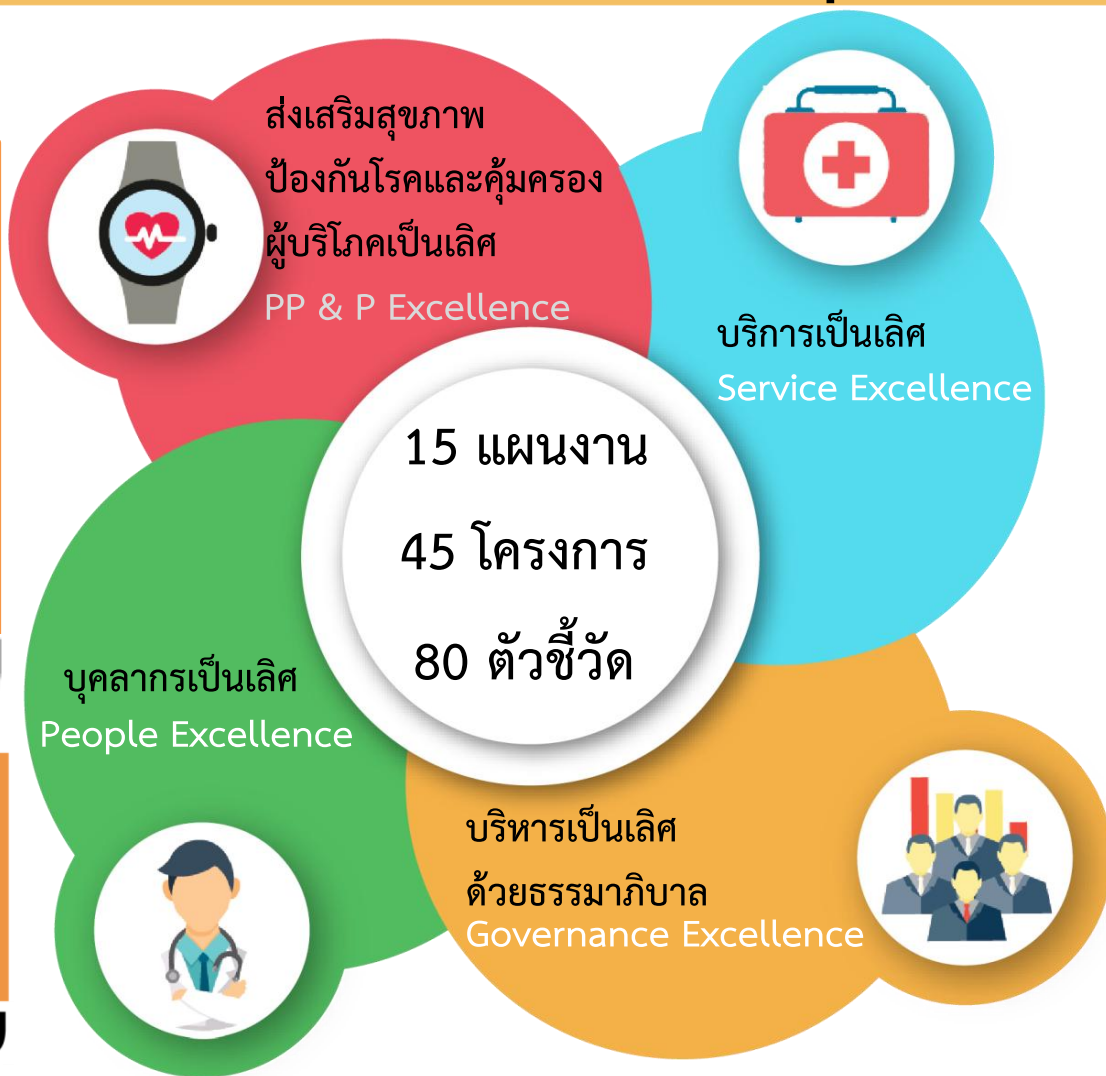 ส่งเสริมสุขภาพ
ป้องกันโรคและคุ้มครอง
ผู้บริโภคเป็นเลิศ
PP & P Excellence
บริการเป็นเลิศ
Service Excellence
15 แผนงาน
45 โครงการ
80 ตัวชี้วัด
บุคลากรเป็นเลิศ
People Excellence
บริหารเป็นเลิศ
ด้วยธรรมาภิบาล
Governance Excellence